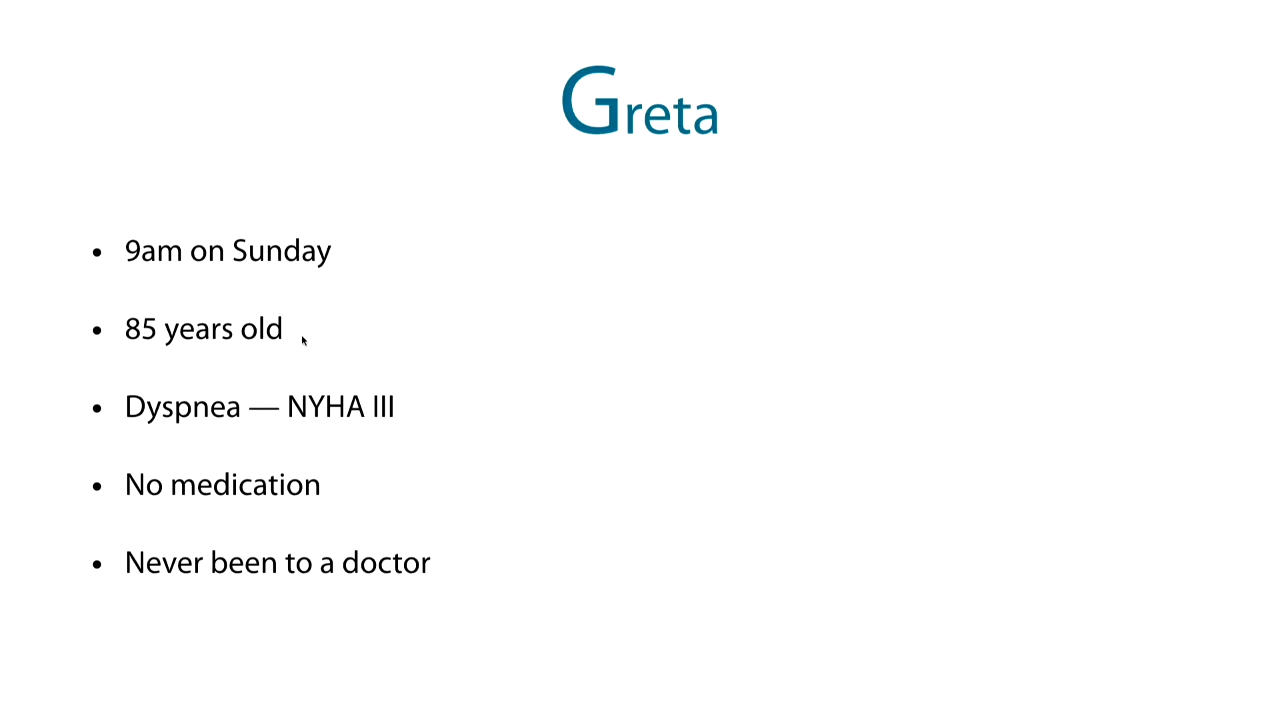 Greta
• 9am on Sunday
• 85 years old
• Dyspnea — NYHA III
• No medication
• Never been to a doctor